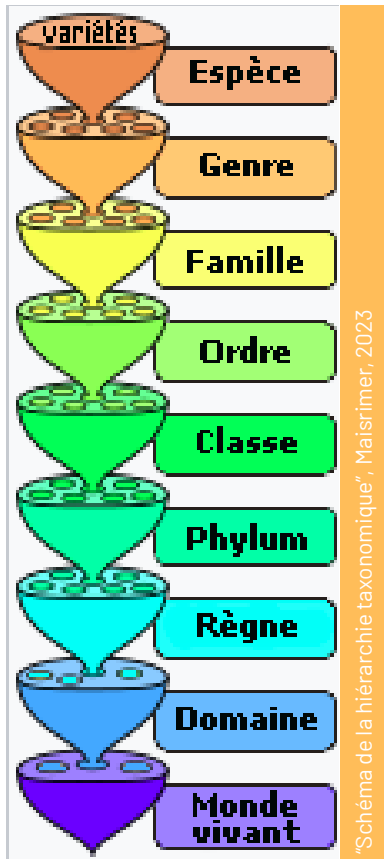 variétés
Espèce
Genre
Famille
Ordre
Classe
Phylum
Règne
Domaine
Monde
vivant
"Schéma de la hiérarchie taxonomique", Maisrimer, 2023